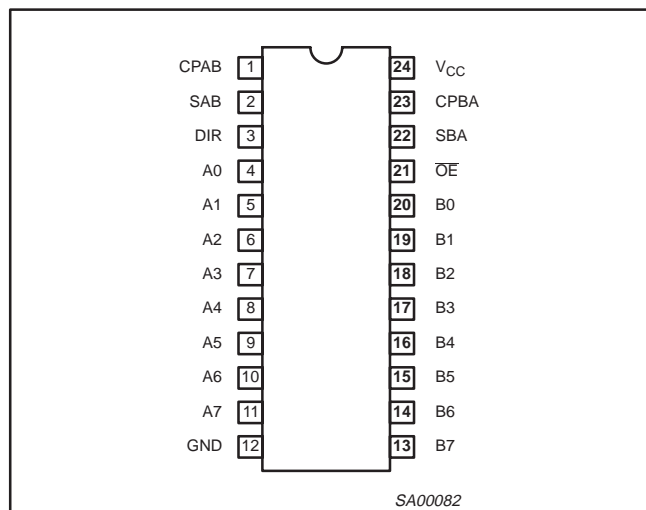 CPAB 1 24 VCC
SAB 2 23 CPBA
DIR 3 22 SBA
A0 4 21 OE
A1 5 20 B0
A2 6 19 B1
A3 7 18 B2
A4 8 17 B3
A5 9 16 B4
A6 10 15 B5
A7 11 14 B6
GND 12 13 B7
SA00082